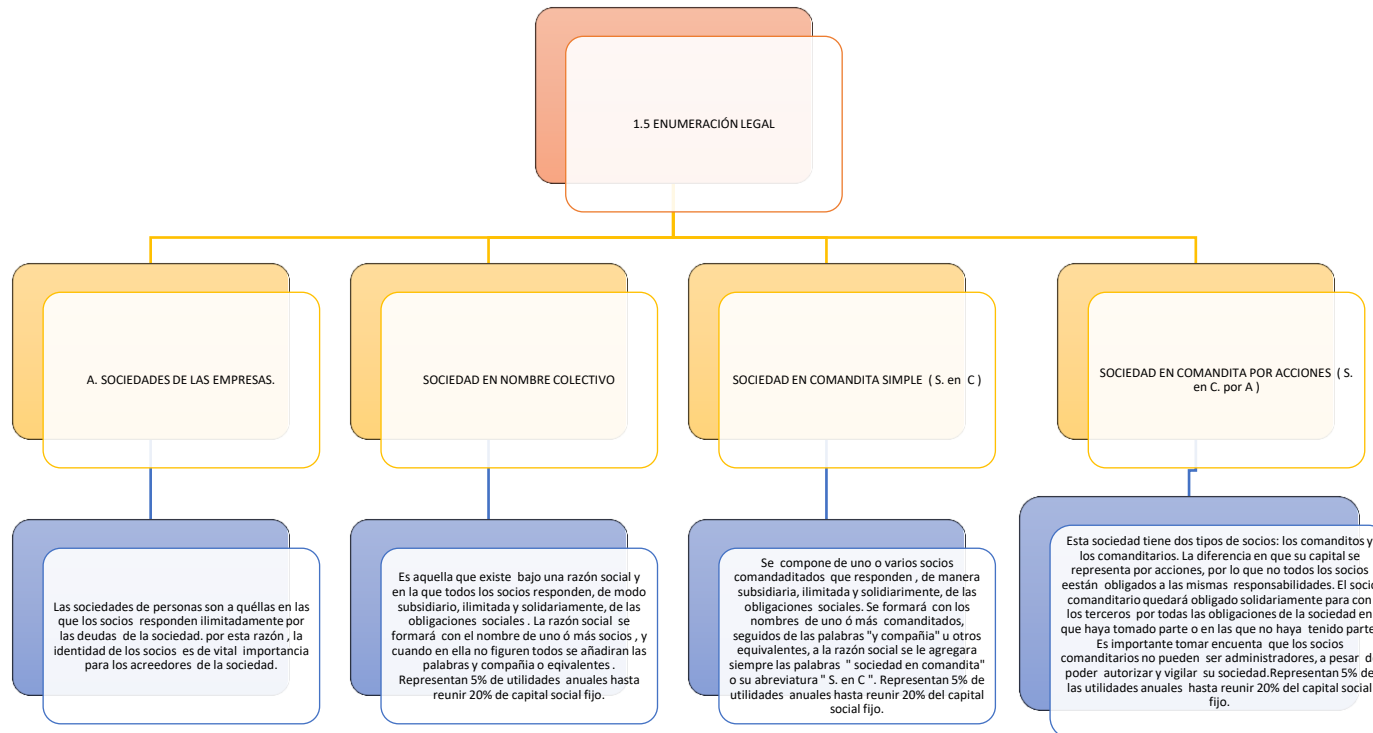 1.5 ENUMERACIÓN LEGAL
A. SOCIEDADES DE LAS EMPRESAS.
SOCIEDAD EN NOMBRE COLECTIVO
SOCIEDAD EN COMANDITA SIMPLE ( S. en C )
SOCIEDAD EN COMANDITA POR ACCIONES ( S.
en C. por A )
Las sociedades de personas son a quéllas en las
que los socios responden ilimitadamente por
las deudas de la sociedad. por esta razón , la
identidad de los socios es de vital importancia
para los acreedores de la sociedad.
Es aquella que existe bajo una razón social y
en la que todos los socios responden, de modo
subsidiario, ilimitada y solidariamente, de las
obligaciones sociales . La razón social se
formará con el nombre de uno ó más socios , y
cuando en ella no figuren todos se añadiran las
palabras y compañia o eqivalentes .
Representan 5% de utilidades anuales hasta
reunir 20% de capital social fijo.
Se compone de uno o varios socios
comandaditados que responden , de manera
subsidiaria, ilimitada y solidiarimente, de las
obligaciones sociales. Se formará con los
nombres de uno ó más comanditados,
seguidos de las palabras "y compañia" u otros
equivalentes, a la razón social se le agregara
siempre las palabras " sociedad en comandita"
o su abreviatura " S. en C ". Representan 5% de
utilidades anuales hasta reunir 20% del capital
social fijo.
Esta sociedad tiene dos tipos de socios: los comanditos y
los comanditarios. La diferencia en que su capital se
representa por acciones, por lo que no todos los socios
eestán obligados a las mismas responsabilidades. El socio
comanditario quedará obligado solidariamente para con
los terceros por todas las obligaciones de la sociedad en
que haya tomado parte o en las que no haya tenido parte.
Es importante tomar encuenta que los socios
comanditarios no pueden ser administradores, a pesar de
poder autorizar y vigilar su sociedad.Representan 5% de
las utilidades anuales hasta reunir 20% del capital social
fijo.